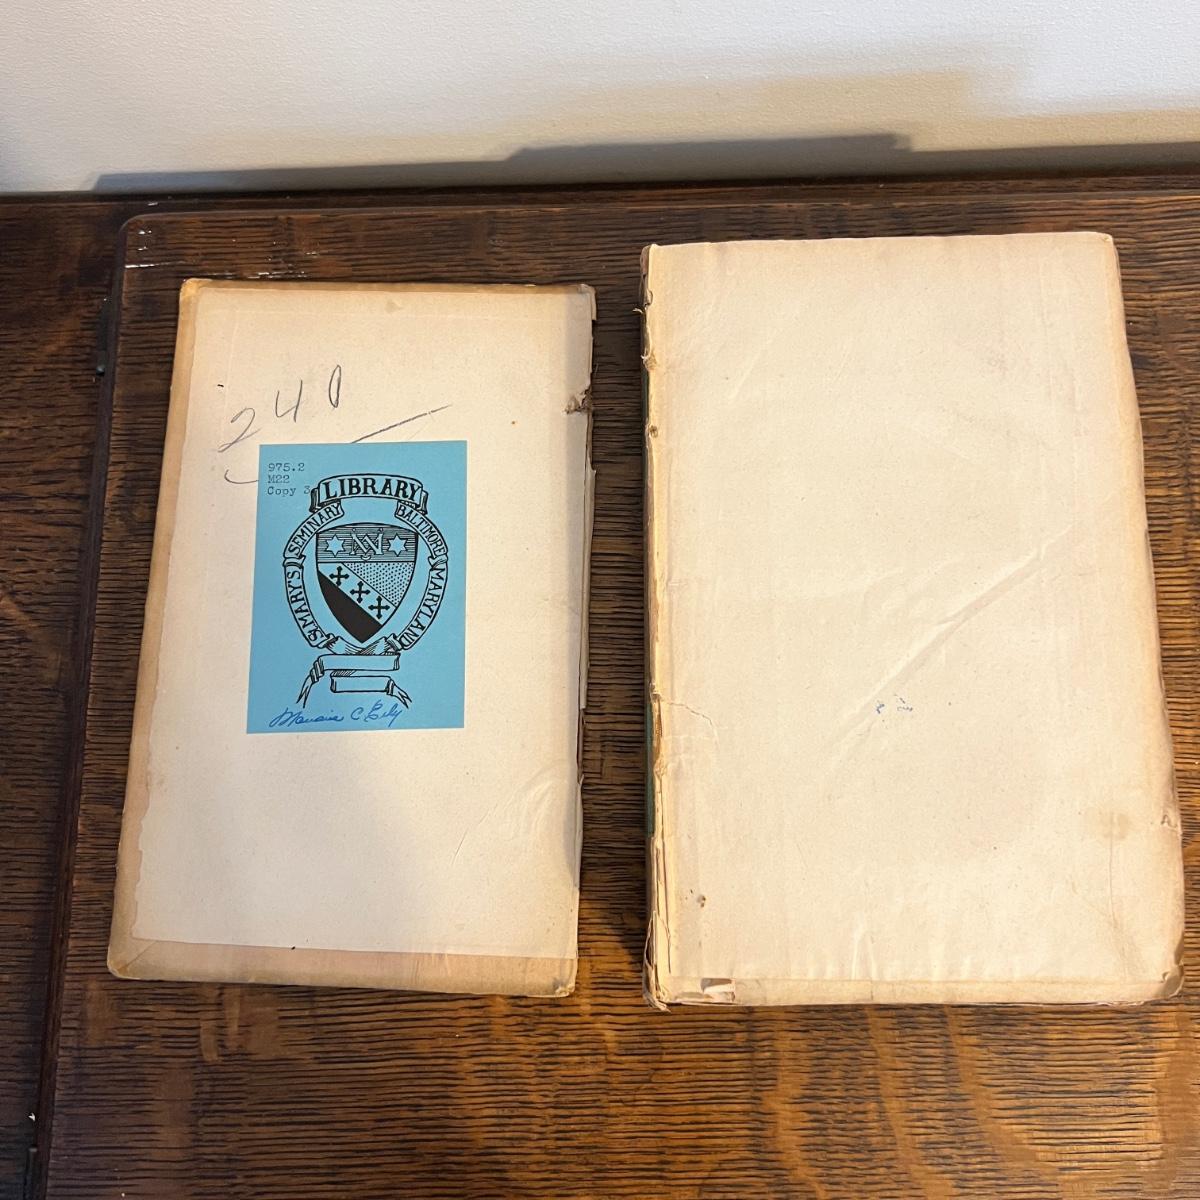 240
975.2
M22
Copy 3
LIBRARY
ST. MARY'S SEMINARY BALTIMORE MARYLAND